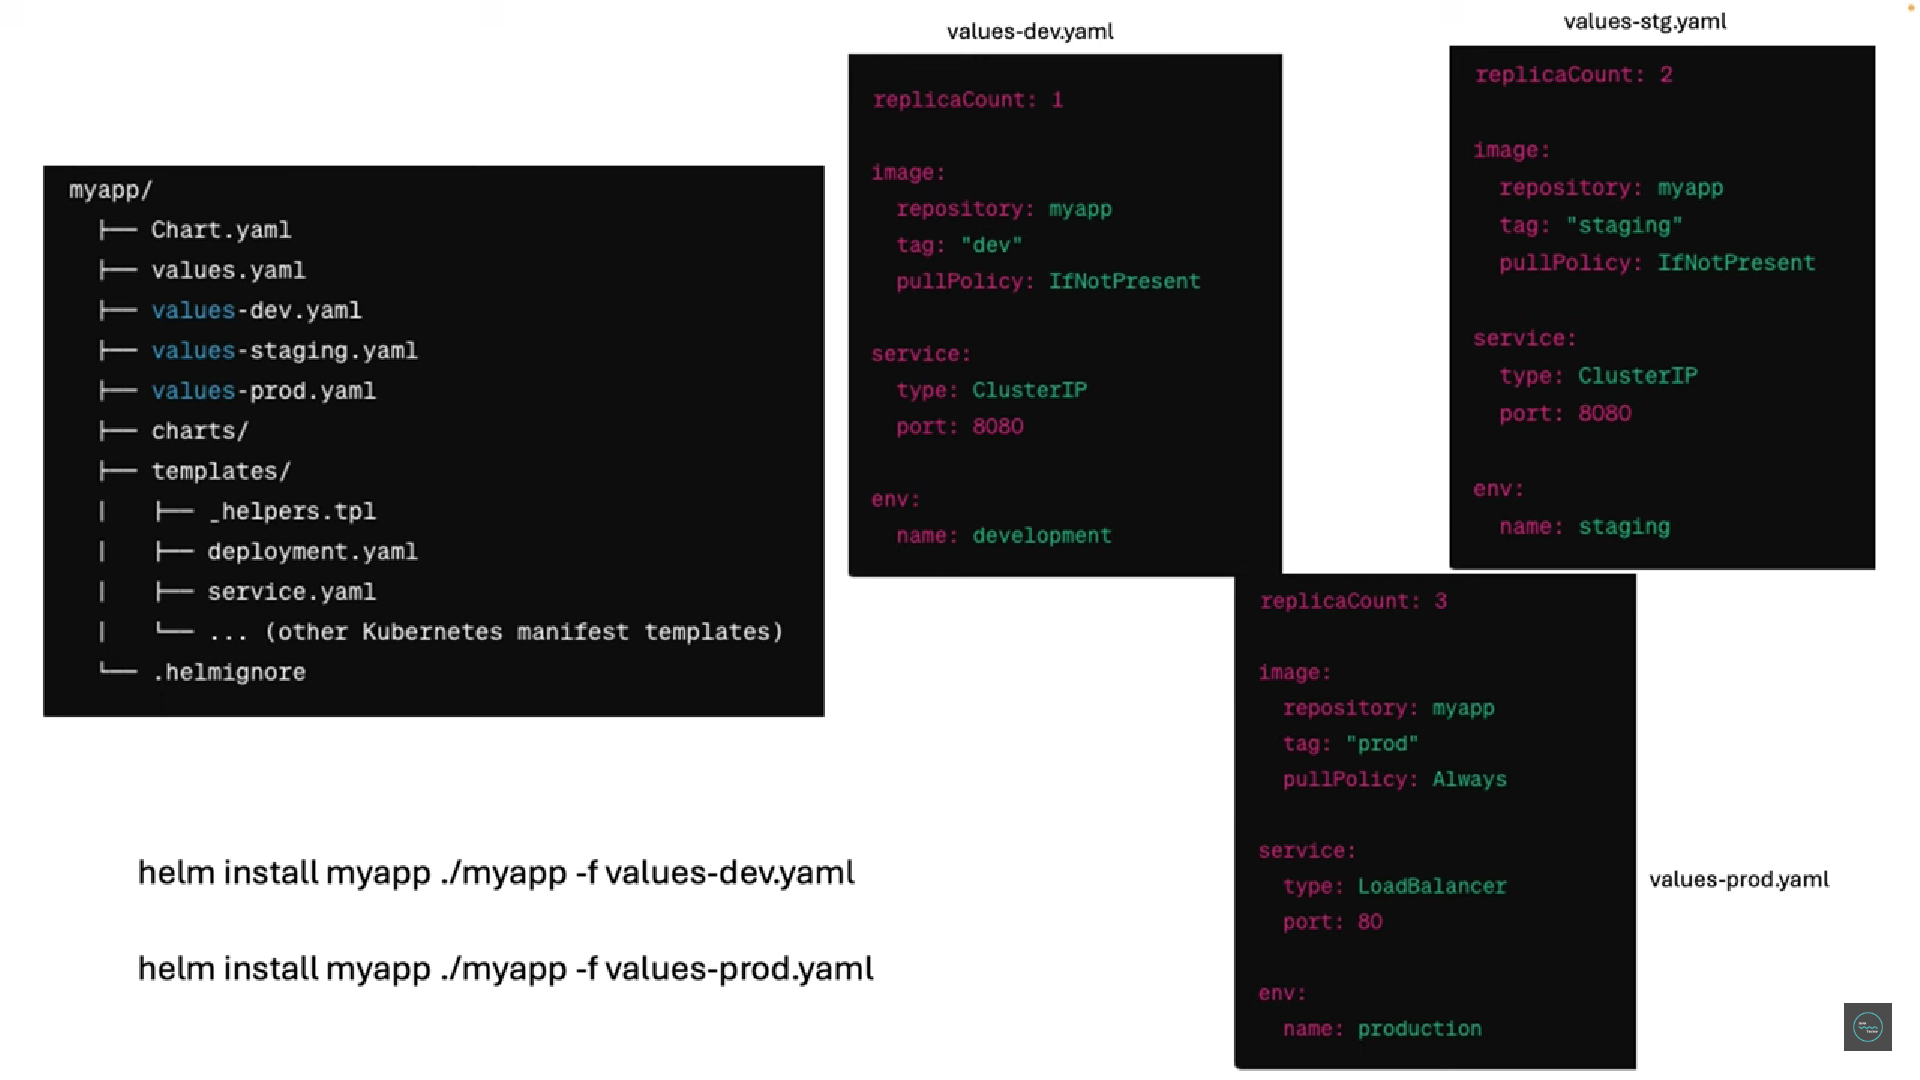 myapp/
├── Chart.yaml
├── values.yaml
├── values-dev.yaml
├── values-staging.yaml
├── values-prod.yaml
├── charts/
├── templates/
│   ├── _helpers.tpl
│   ├── deployment.yaml
│   ├── service.yaml
│   └── ... (other Kubernetes manifest templates)
└── .helmignore
helm install myapp ./myapp -f values-dev.yaml
helm install myapp ./myapp -f values-prod.yaml
values-dev.yaml
replicaCount: 1
image:
  repository: myapp
  tag: "dev"
  pullPolicy: IfNotPresent
service:
  type: ClusterIP
  port: 8080
env:
  name: development
values-stg.yaml
replicaCount: 2
image:
  repository: myapp
  tag: "staging"
  pullPolicy: IfNotPresent
service:
  type: ClusterIP
  port: 8080
env:
  name: staging
replicaCount: 3
image:
  repository: myapp
  tag: "prod"
  pullPolicy: Always
service:
  type: LoadBalancer
  port: 80
env:
  name: production
values-prod.yaml